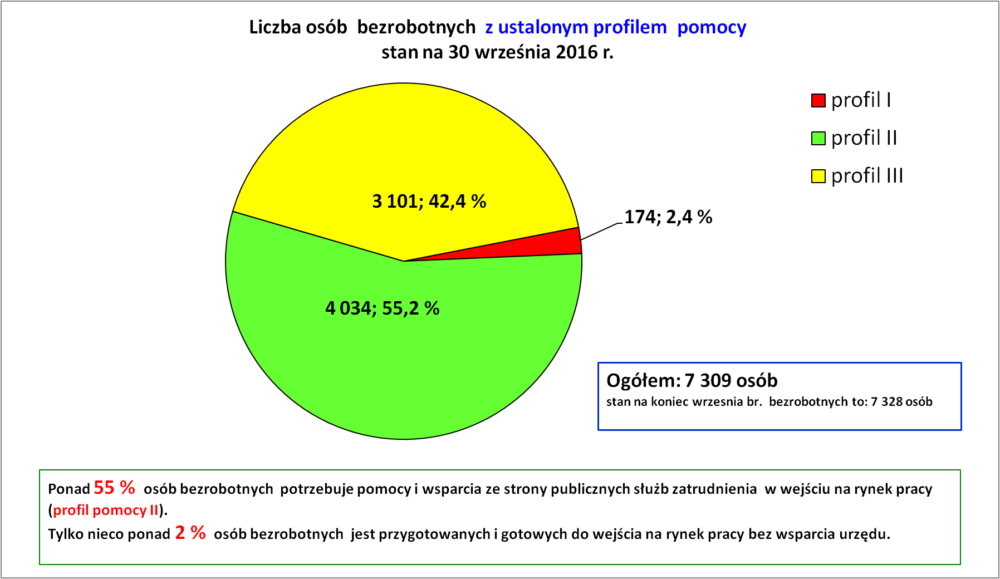 Liczba osób bezrobotnych z ustalonym profilem pomocy
stan na 30 września 2016 r.
profil I
profil II
profil III
3 101; 42,4 %
174; 2,4 %
4 034; 55,2 %
Ogółem: 7 309 osób
stan na koniec wrzesnia br. bezrobotnych to: 7 328 osób
Ponad 55 % osób bezrobotnych potrzebuje pomocy i wsparcia ze strony publicznych służb zatrudnienia w wejściu na rynek pracy
(profil pomocy II).
Tylko nieco ponad 2 % osób bezrobotnych jest przygotowanych i gotowych do wejścia na rynek pracy bez wsparcia urzędu.